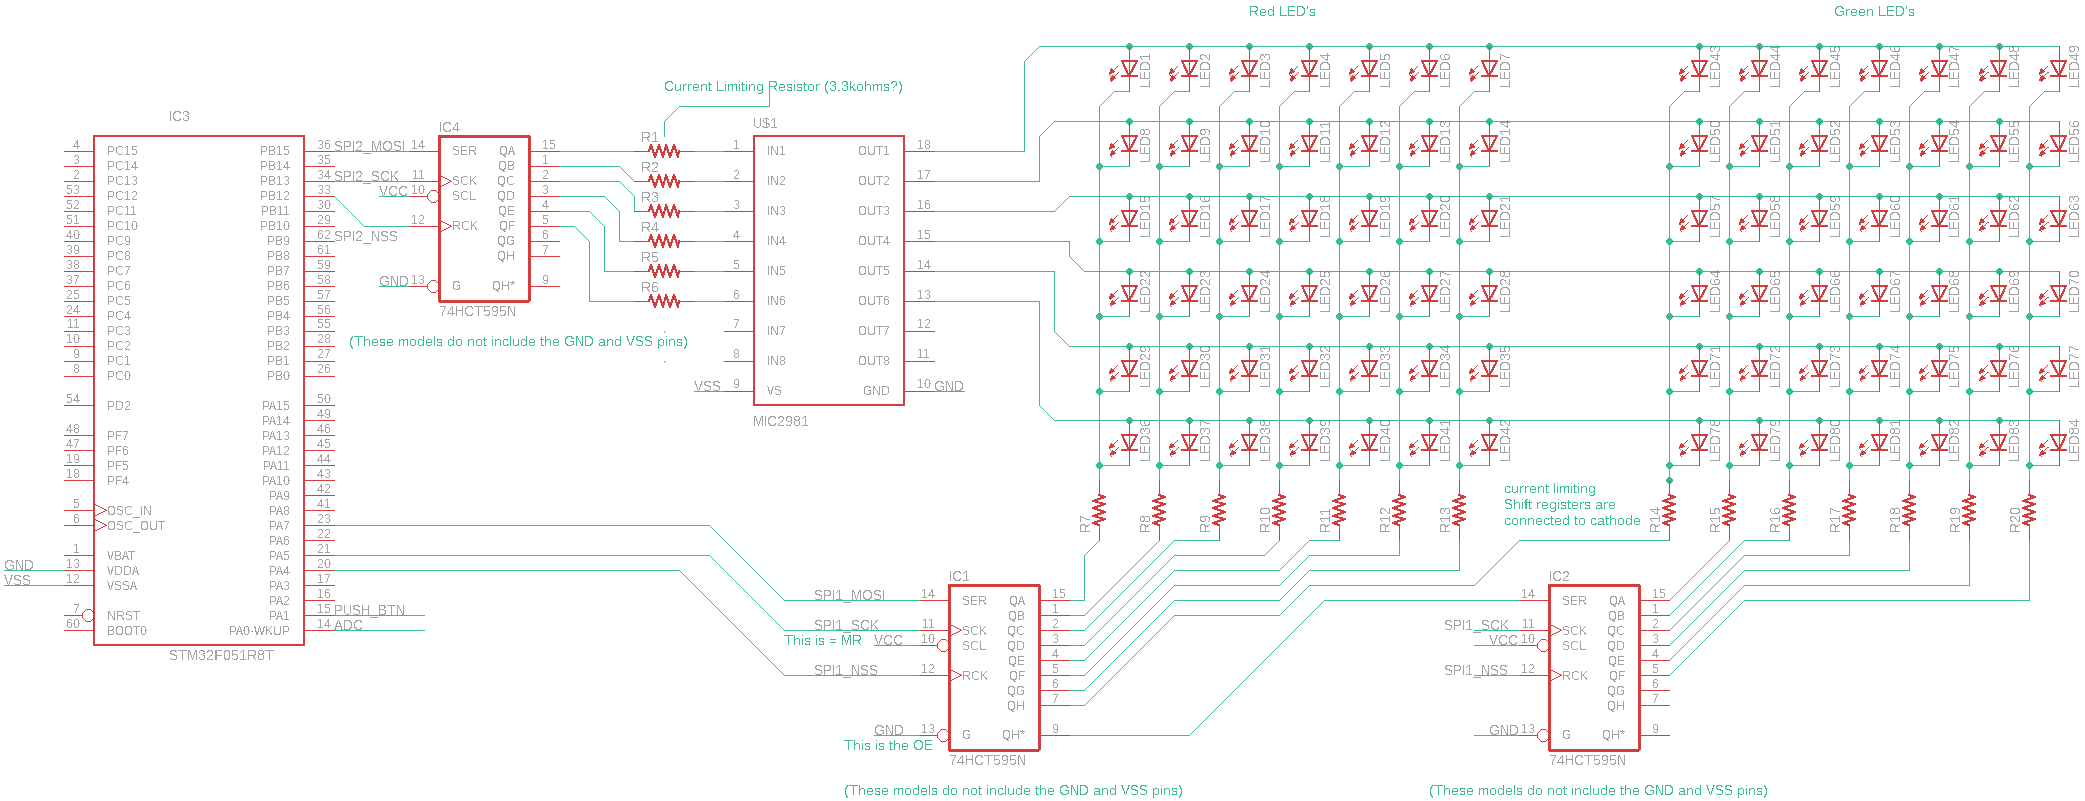 Red LED's
Green LED's
Current Limiting Resistor (3.3kohms?)
IC3
4 PC15 PB15 36 SPI2_MOSI
3 PC14 PB14 35
2 PC13 PB13 34 SPI2_SCK
53 PC12 PB12 33
52 PC11 PB11 30
51 PC10 PB10 29
40 PC9 PB9 62 SPI2_NSS
39 PC8 PB8 61
38 PC7 PB7 59
37 PC6 PB6 58
25 PC5 PB5 57
24 PC4 PB4 56
11 PC3 PB3 55
10 PC2 PB2 28
9 PC1 PB1 27
8 PC0 PB0 26
54 PD2 PA15 50
PA14 49
48 PF7 PA13 46
47 PF6 PA12 45
19 PF5 PA11 44
18 PF4 PA10 43
PA9 42
5 OSC_IN PA8 41
6 OSC_OUT PA7 23
PA6 22
1 VBAT PA5 21
GND 13 VDDA PA4 20
VSS 12 VSSA PA3 17
PA2 16
7 NRST PA1 15 PUSH_BTN
60 BOOT0 PA0-WKUP 14 ADC
STM32F051R8T
IC4
14 SER QA 15
QB 1
11 SCK QC 2
VCC 10 SCL QD 3
QE 4
12 RCK QF 5
QG 6
QH 7
GND 13 G QH* 9
74HCT595N
(These models do not include the GND and VSS pins)
R1
R2
R3
R4
R5
R6
U$1
1 IN1 OUT1 18
2 IN2 OUT2 17
3 IN3 OUT3 16
4 IN4 OUT4 15
5 IN5 OUT5 14
6 IN6 OUT6 13
7 IN7 OUT7 12
8 IN8 OUT8 11
VSS 9 VS GND 10 GND
MIC2981
LED1 LED2 LED3 LED4 LED5 LED6 LED7
LED8 LED9 LED10 LED11 LED12 LED13 LED14
LED15 LED16 LED17 LED18 LED19 LED20 LED21
LED22 LED23 LED24 LED25 LED26 LED27 LED28
LED29 LED30 LED31 LED32 LED33 LED34 LED35
LED36 LED37 LED38 LED39 LED40 LED41 LED42
R7 R8 R9 R10 R11 R12 R13
LED43 LED44 LED45 LED46 LED47 LED48 LED49
LED50 LED51 LED52 LED53 LED54 LED55 LED56
LED57 LED58 LED59 LED60 LED61 LED62 LED63
LED64 LED65 LED66 LED67 LED68 LED69 LED70
LED71 LED72 LED73 LED74 LED75 LED76 LED77
LED78 LED79 LED80 LED81 LED82 LED83 LED84
current limiting
Shift registers are
connected to cathode
R14 R15 R16 R17 R18 R19 R20
IC1
SPI1_MOSI 14 SER QA 15
QB 1
SPI1_SCK 11 SCK QC 2
This is = MR VCC 10 SCL QD 3
QE 4
SPI1_NSS 12 RCK QF 5
QG 6
QH 7
GND 13 G QH* 9
This is the OE
74HCT595N
(These models do not include the GND and VSS pins)
IC2
14 SER QA 15
QB 1
SPI1_SCK 11 SCK QC 2
VCC 10 SCL QD 3
QE 4
SPI1_NSS 12 RCK QF 5
QG 6
QH 7
GND 13 G QH* 9
74HCT595N
(These models do not include the GND and VSS pins)